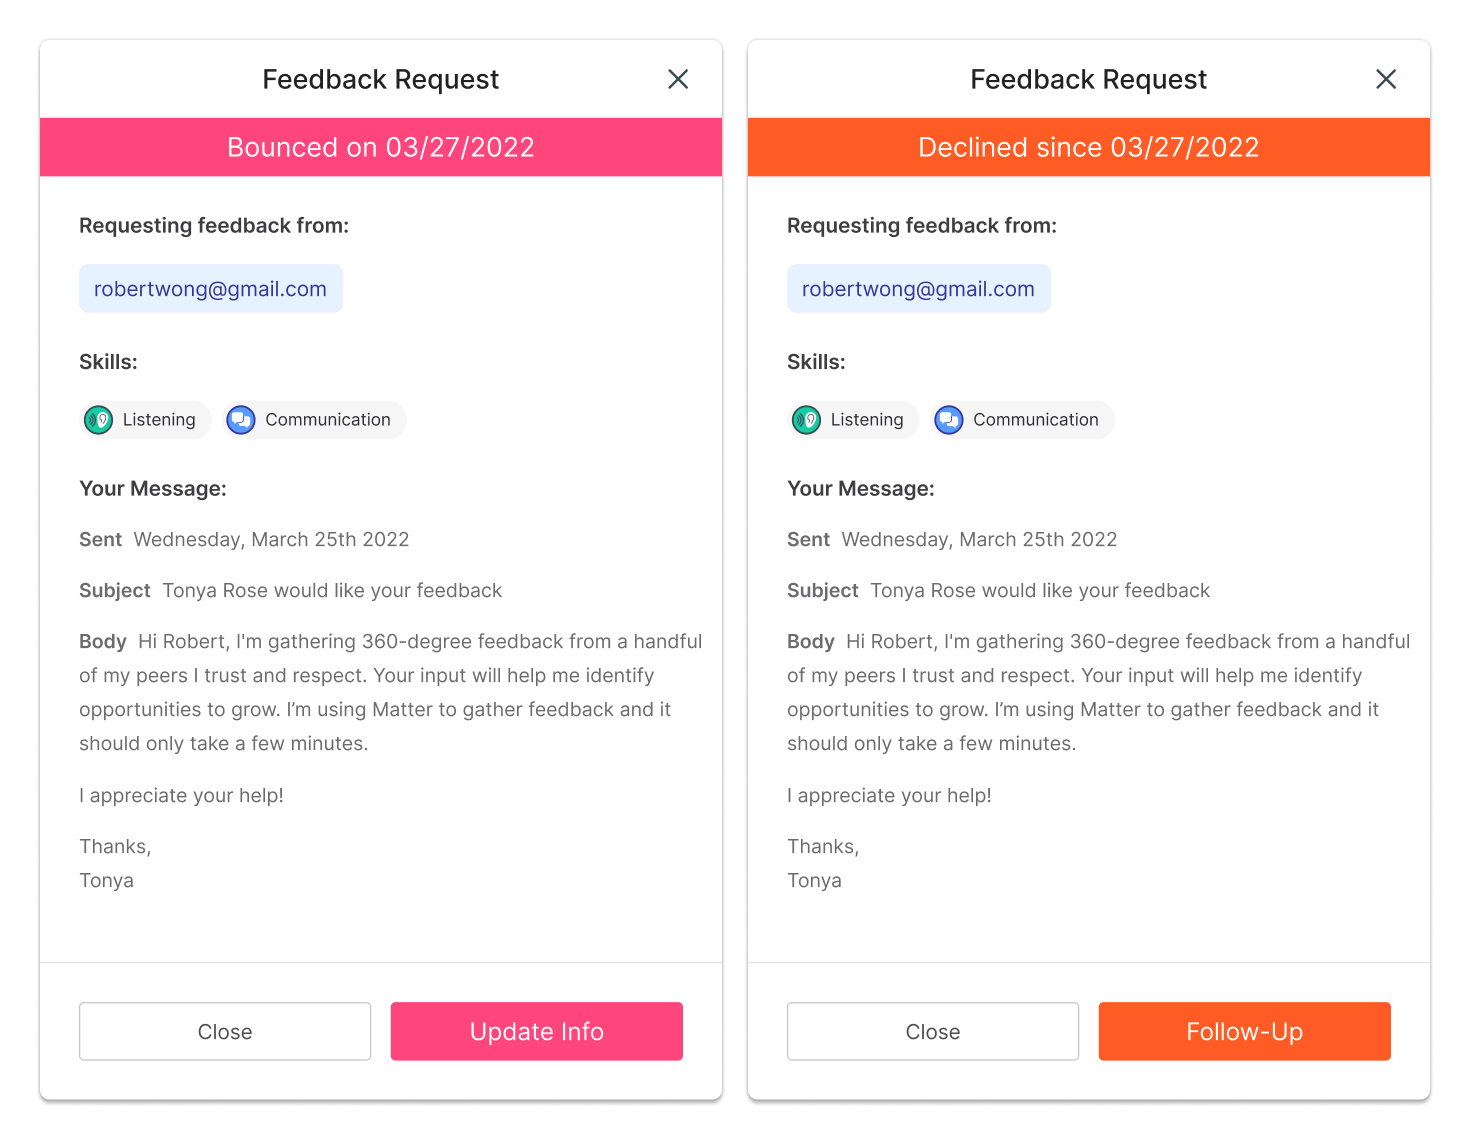 Feedback Request
Bounced on 03/27/2022
Requesting feedback from:
robertwong@gmail.com
Skills:
Listening
Communication
Your Message:
Sent Wednesday, March 25th 2022
Subject Tonya Rose would like your feedback
Body Hi Robert, I'm gathering 360-degree feedback from a handful
of my peers I trust and respect. Your input will help me identify
opportunities to grow. I’m using Matter to gather feedback and it
should only take a few minutes.
I appreciate your help!
Thanks,
Tonya
Close
Update Info
Feedback Request
Declined since 03/27/2022
Requesting feedback from:
robertwong@gmail.com
Skills:
Listening
Communication
Your Message:
Sent Wednesday, March 25th 2022
Subject Tonya Rose would like your feedback
Body Hi Robert, I'm gathering 360-degree feedback from a handful
of my peers I trust and respect. Your input will help me identify
opportunities to grow. I’m using Matter to gather feedback and it
should only take a few minutes.
I appreciate your help!
Thanks,
Tonya
Close
Follow-Up